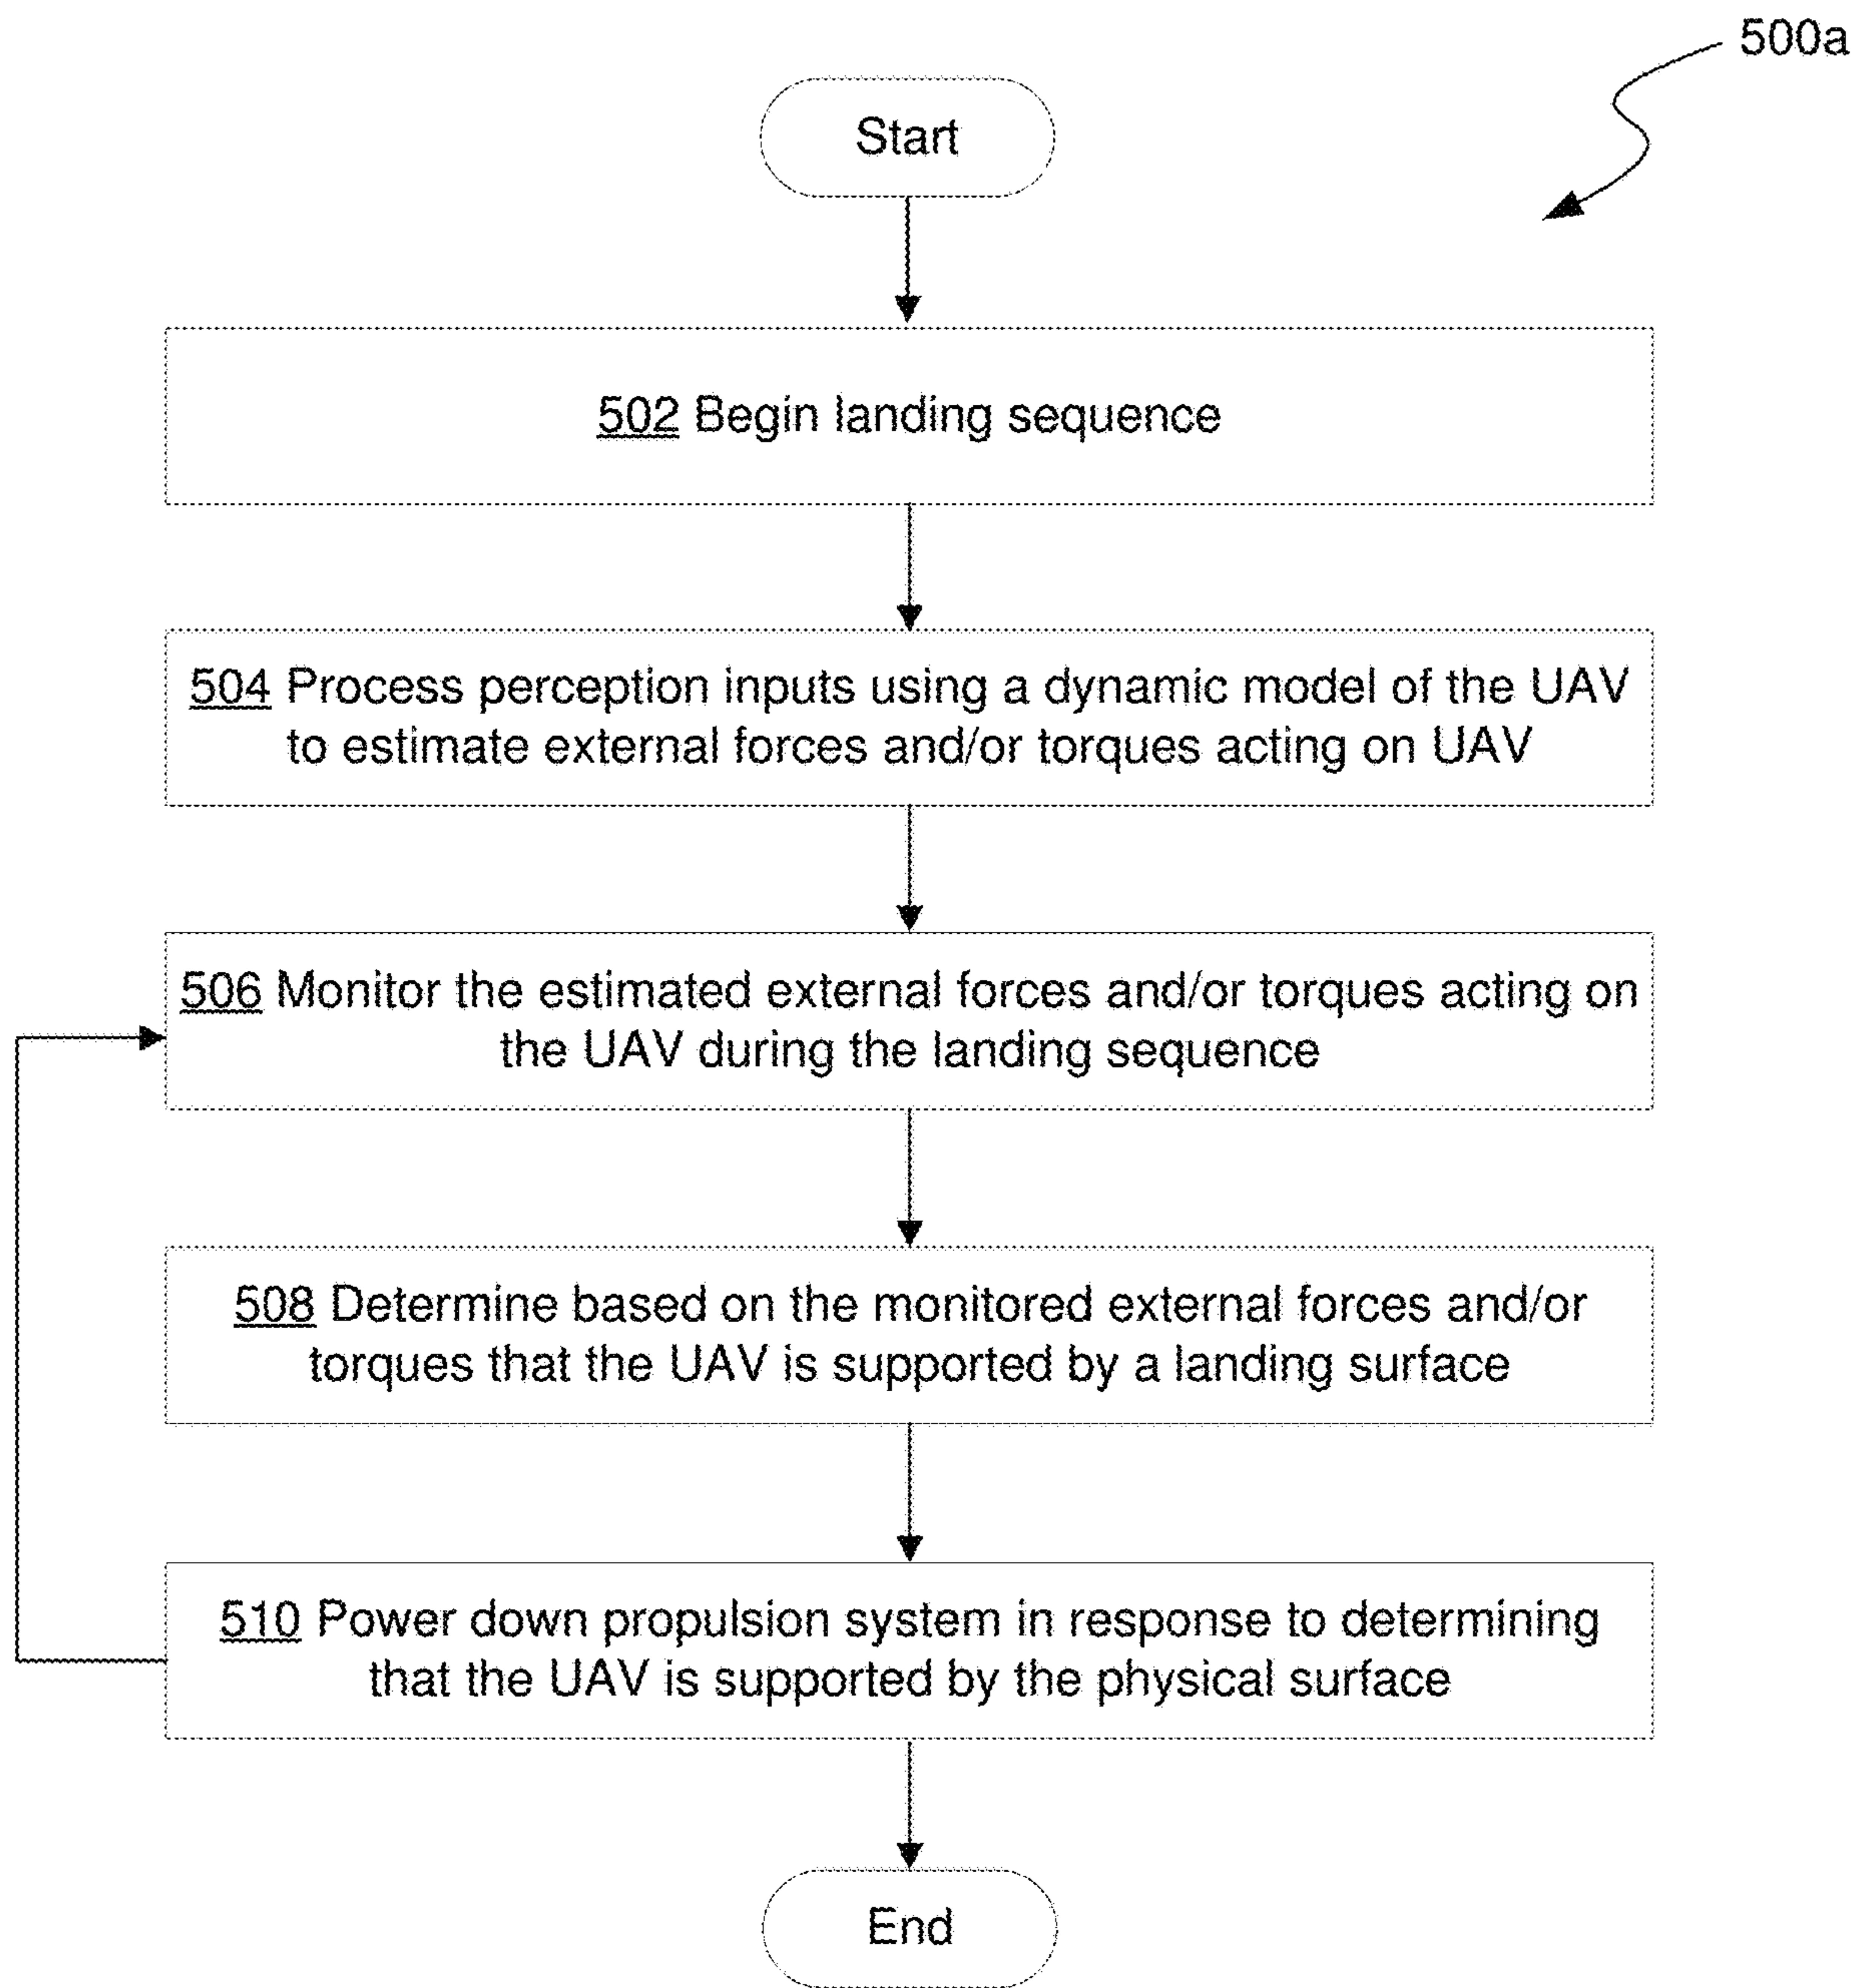 500a
Start
502 Begin landing sequence
504 Process perception inputs using a dynamic model of the UAV
to estimate external forces and/or torques acting on UAV
506 Monitor the estimated external forces and/or torques acting on
the UAV during the landing sequence
508 Determine based on the monitored external forces and/or
torques that the UAV is supported by a landing surface
510 Power down propulsion system in response to determining
that the UAV is supported by the physical surface
End